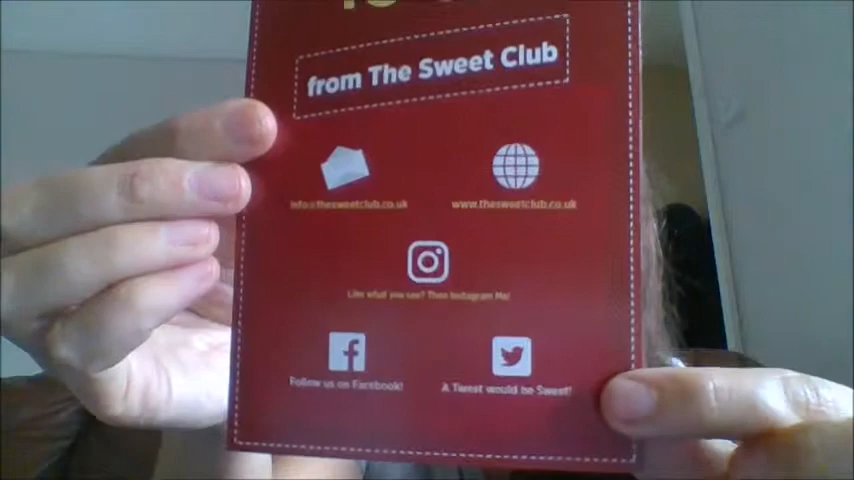 from The Sweet Club
info@thesweetclub.co.uk
www.thesweetclub.co.uk
Like what you see? Then Instagram Me!
Follow us on Facebook!
A Tweet would be Sweet!